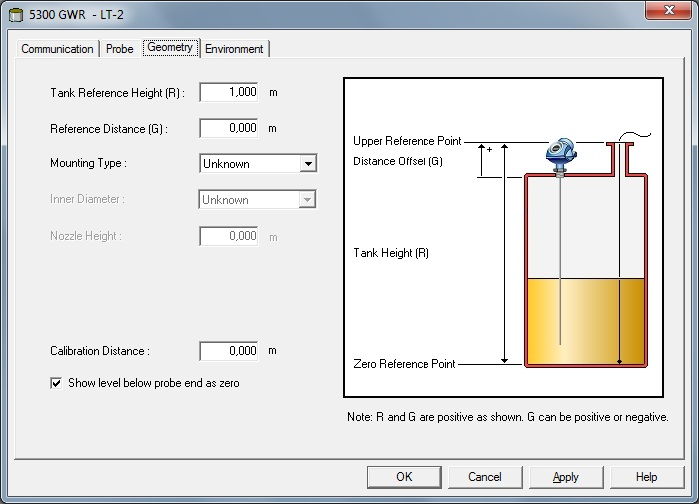 5300 GWR - LT-2
Communication Probe Geometry Environment
Tank Reference Height (R) : 1,000 m
Reference Distance (G) : 0,000 m
Mounting Type : Unknown
Inner Diameter : Unknown
Nozzle Height : 0,000 m
Calibration Distance : 0,000 m
Show level below probe end as zero
Upper Reference Point
+
Distance Offset (G)
Tank Height (R)
Zero Reference Point
Note: R and G are positive as shown. G can be positive or negative.
OK Cancel Apply Help